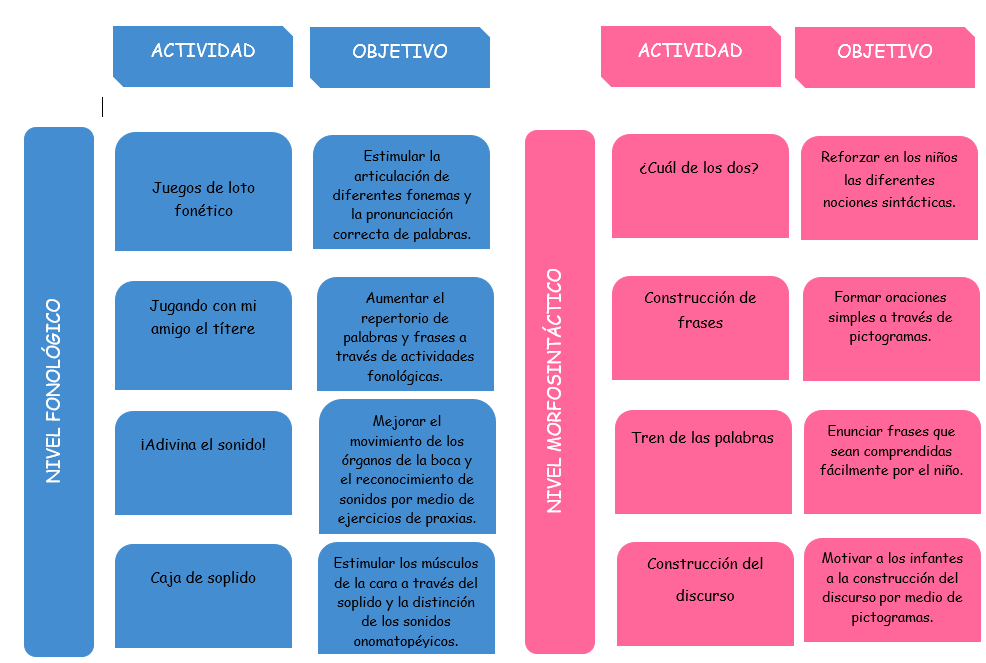 ACTIVIDAD
OBJETIVO
NIVEL FONOLÓGICO
Juegos de loto
fonético
Estimular la
articulación de
diferentes fonemas y
la pronunciación
correcta de palabras.
Jugando con mi
amigo el títere
Aumentar el
repertorio de
palabras y frases a
través de actividades
fonológicas.
¡Adivina el sonido!
Mejorar el
movimiento de los
órganos de la boca y
el reconocimiento de
sonidos por medio de
ejercicios de praxias.
Caja de soplido
Estimular los músculos
de la cara a través del
soplido y la distinción
de los sonidos
onomatopéyicos.
ACTIVIDAD
OBJETIVO
NIVEL MORFOSINTÁCTICO
¿Cuál de los dos?
Reforzar en los niños
las diferentes
nociones sintácticas.
Construcción de
frases
Formar oraciones
simples a través de
pictogramas.
Tren de las palabras
Enunciar frases que
sean comprendidas
fácilmente por el niño.
Construcción del
discurso
Motivar a los infantes
a la construcción del
discurso por medio de
pictogramas.